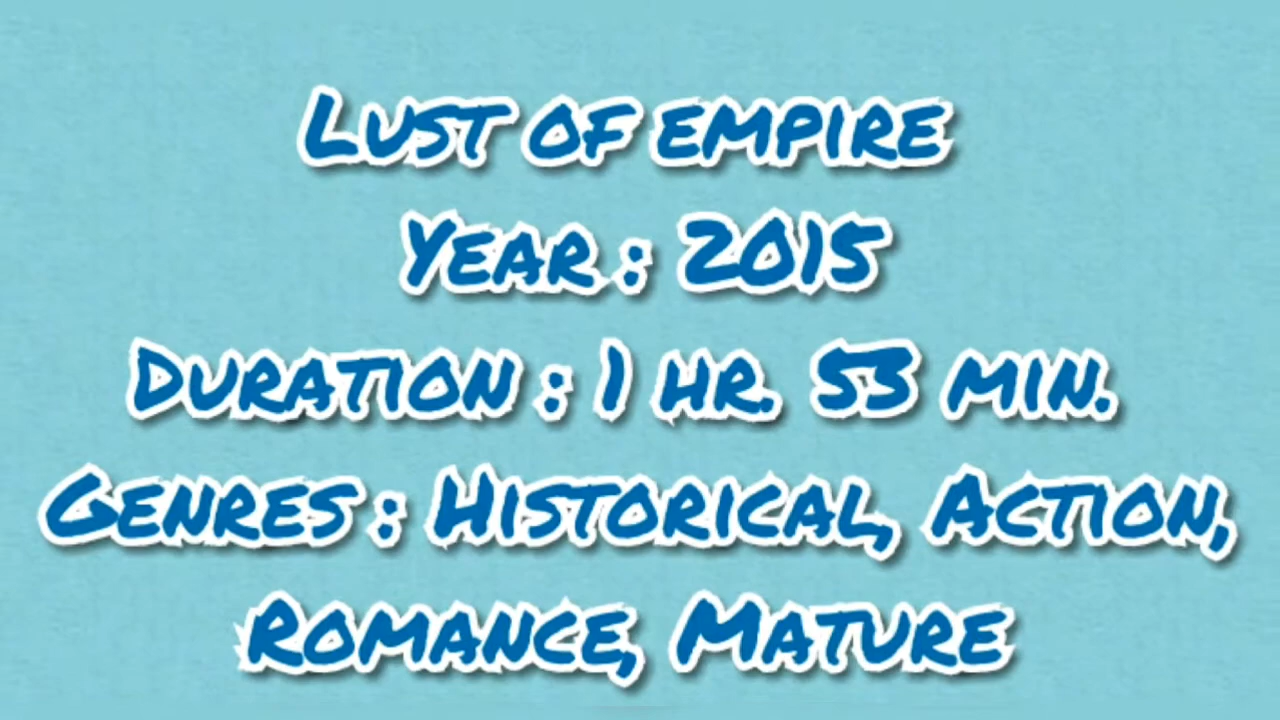 Lust of empire
Year : 2015
Duration : 1 hr. 53 min.
Genres : Historical, Action,
Romance, Mature